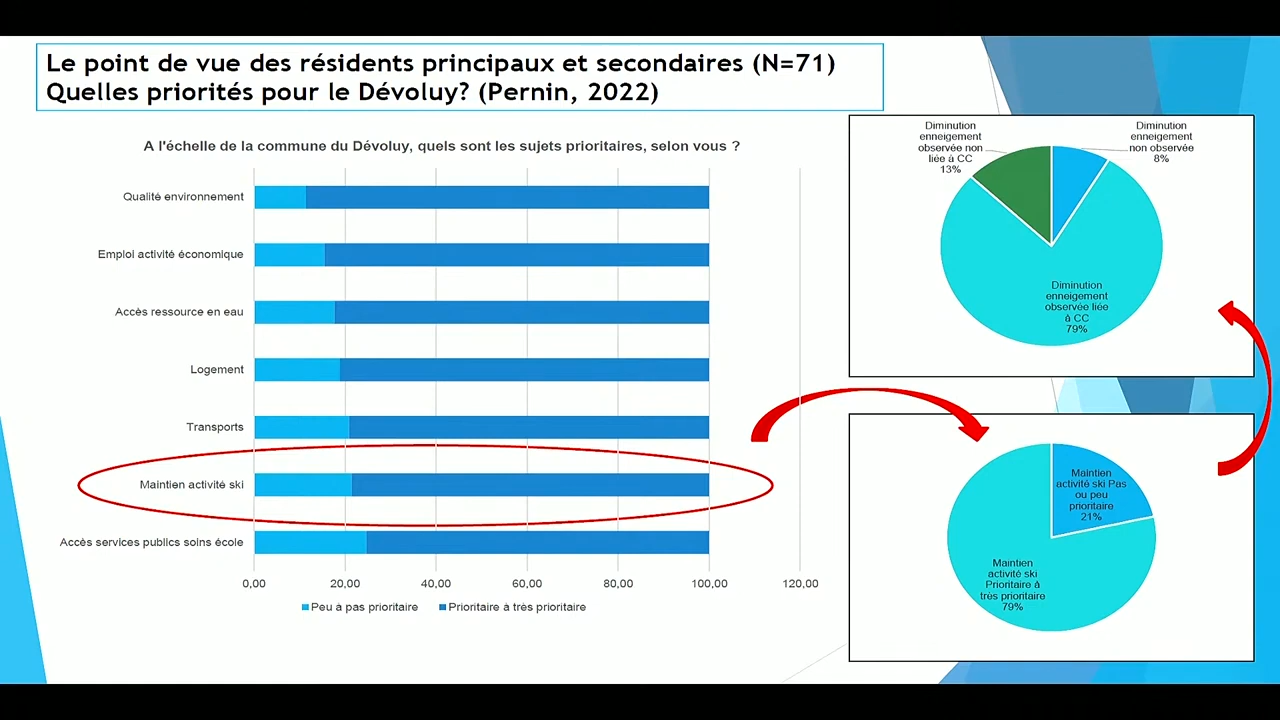 Le point de vue des résidents principaux et secondaires (N=71)
Quelles priorités pour le Dévoluy? (Pernin, 2022)
A l'échelle de la commune du Dévoluy, quels sont les sujets prioritaires, selon vous ?
Qualité environnement
Emploi activité économique
Accès ressource en eau
Logement
Transports
Maintien activité ski
Accès services publics soins école
0,00
20,00
40,00
60,00
80,00
100,00
120,00
Peu à pas prioritaire
Prioritaire à très prioritaire
Diminution
enneigement
observée non
liée à CC
13%
Diminution
enneigement
non observée
8%
Diminution
enneigement
observée liée
à CC
79%
Maintien
activité ski Pas
ou peu
prioritaire
21%
Maintien
activité ski
Prioritaire à
très prioritaire
79%